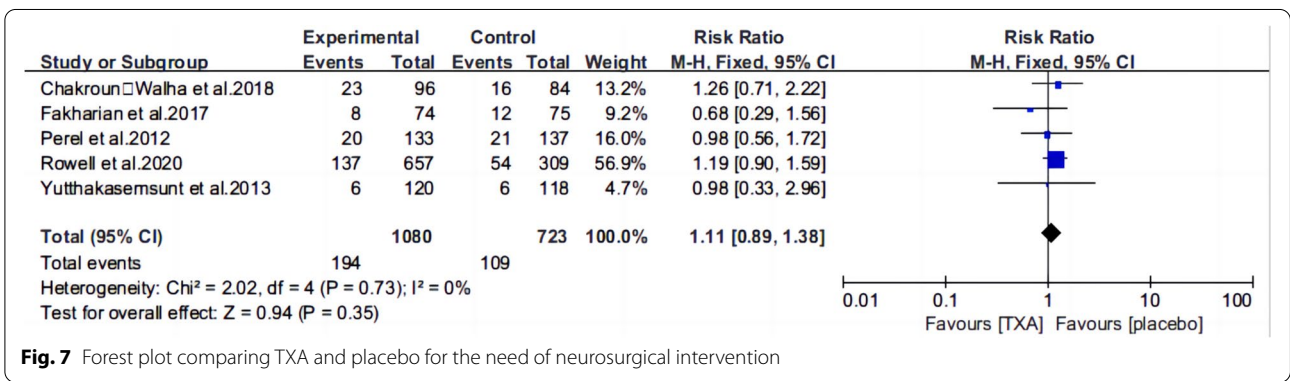 Experimental Control Risk Ratio Risk Ratio
Study or Subgroup Events Total Events Total Weight M-H, Fixed, 95% CI M-H, Fixed, 95% CI
Chakroun□Walha et al.2018 23 96 16 84 13.2% 1.26 [0.71, 2.22]
Fakharian et al.2017 8 74 12 75 9.2% 0.68 [0.29, 1.56]
Perel et al.2012 20 133 21 137 16.0% 0.98 [0.56, 1.72]
Rowell et al.2020 137 657 54 309 56.9% 1.19 [0.90, 1.59]
Yutthakasemsunt et al.2013 6 120 6 118 4.7% 0.98 [0.33, 2.96]
Total (95% CI) 1080 723 100.0% 1.11 [0.89, 1.38]
Total events 194 109
Heterogeneity: Chi² = 2.02, df = 4 (P = 0.73); I² = 0%
Test for overall effect: Z = 0.94 (P = 0.35)
0.01 0.1 1 10 100
Favours [TXA] Favours [placebo]
Fig. 7 Forest plot comparing TXA and placebo for the need of neurosurgical intervention